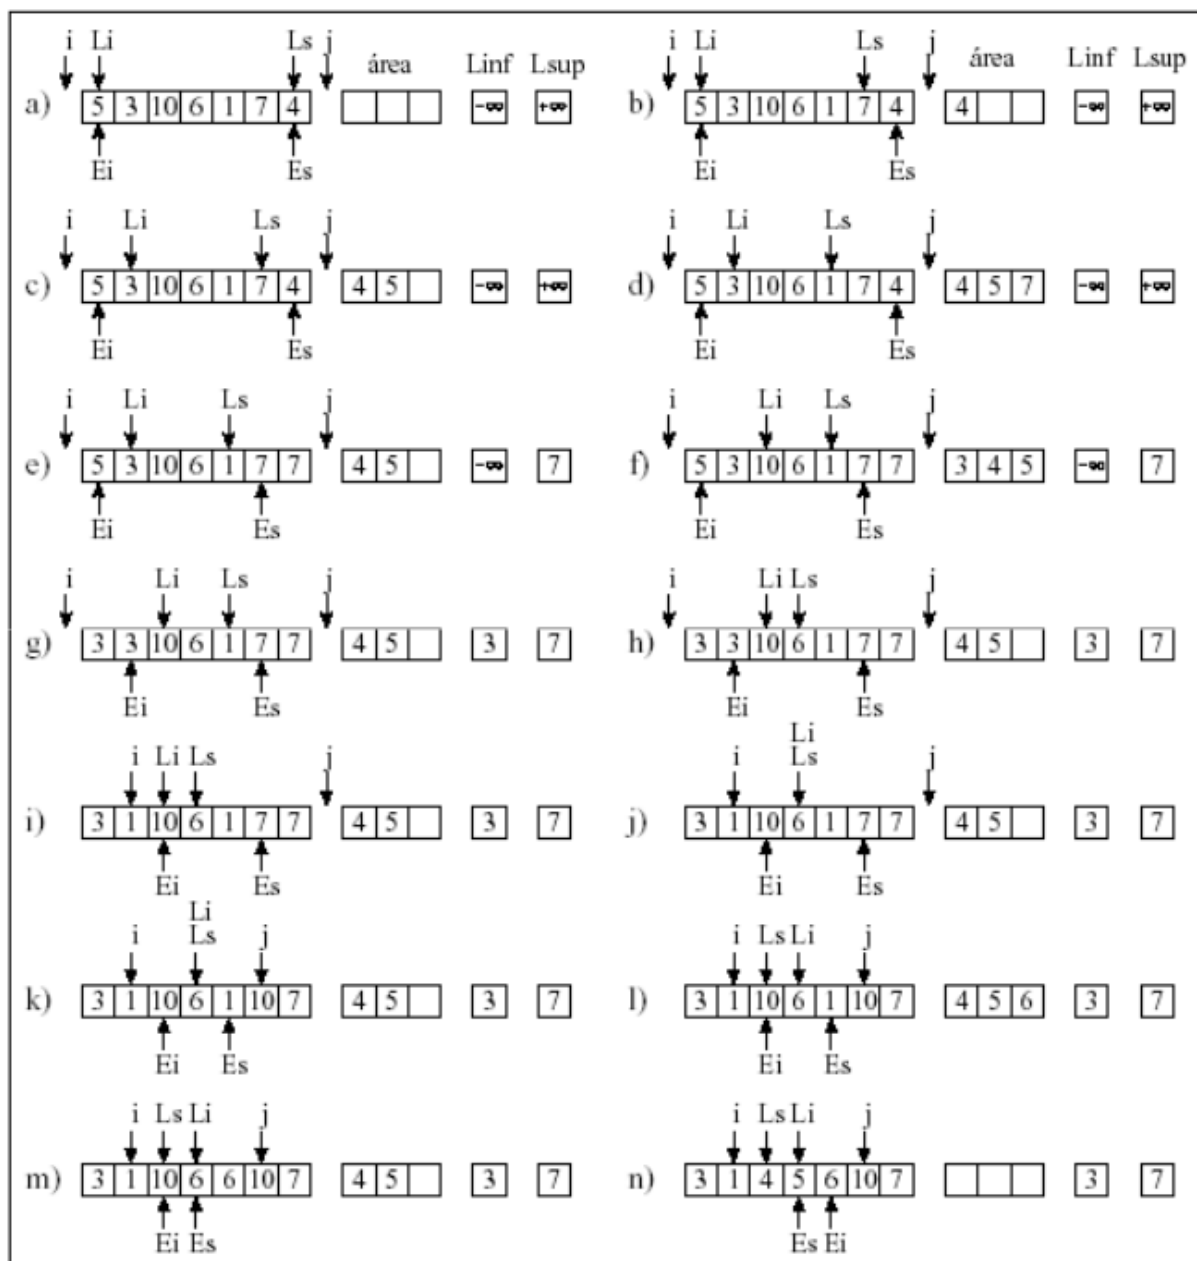 i Li Ls j área Linf Lsup
a) 5 3 10 6 1 7 4 -∞ +∞
Ei Es
i Li Ls j área Linf Lsup
b) 5 3 10 6 1 7 4 4 -∞ +∞
Ei Es
i Li Ls j
c) 5 3 10 6 1 7 4 4 5 -∞ +∞
Ei Es
i Li Ls j
d) 5 3 10 6 1 7 4 4 5 7 -∞ +∞
Ei Es
i Li Ls j
e) 5 3 10 6 1 7 7 4 5 -∞ 7
Ei Es
i Li Ls j
f) 5 3 10 6 1 7 7 3 4 5 -∞ 7
Ei Es
i Li Ls j
g) 3 3 10 6 1 7 7 4 5 3 7
Ei Es
i Li Ls j
h) 3 3 10 6 1 7 7 4 5 3 7
Ei Es
i Li Ls j
i) 3 1 10 6 1 7 7 4 5 3 7
Ei Es
Li
i Ls j
j) 3 1 10 6 1 7 7 4 5 3 7
Ei Es
Li
i Ls j
k) 3 1 10 6 1 10 7 4 5 3 7
Ei Es
i Ls Li j
l) 3 1 10 6 1 10 7 4 5 6 3 7
Ei Es
i Ls Li j
m) 3 1 10 6 6 10 7 4 5 3 7
Ei Es
i Ls Li j
n) 3 1 4 5 6 10 7 3 7
Es Ei